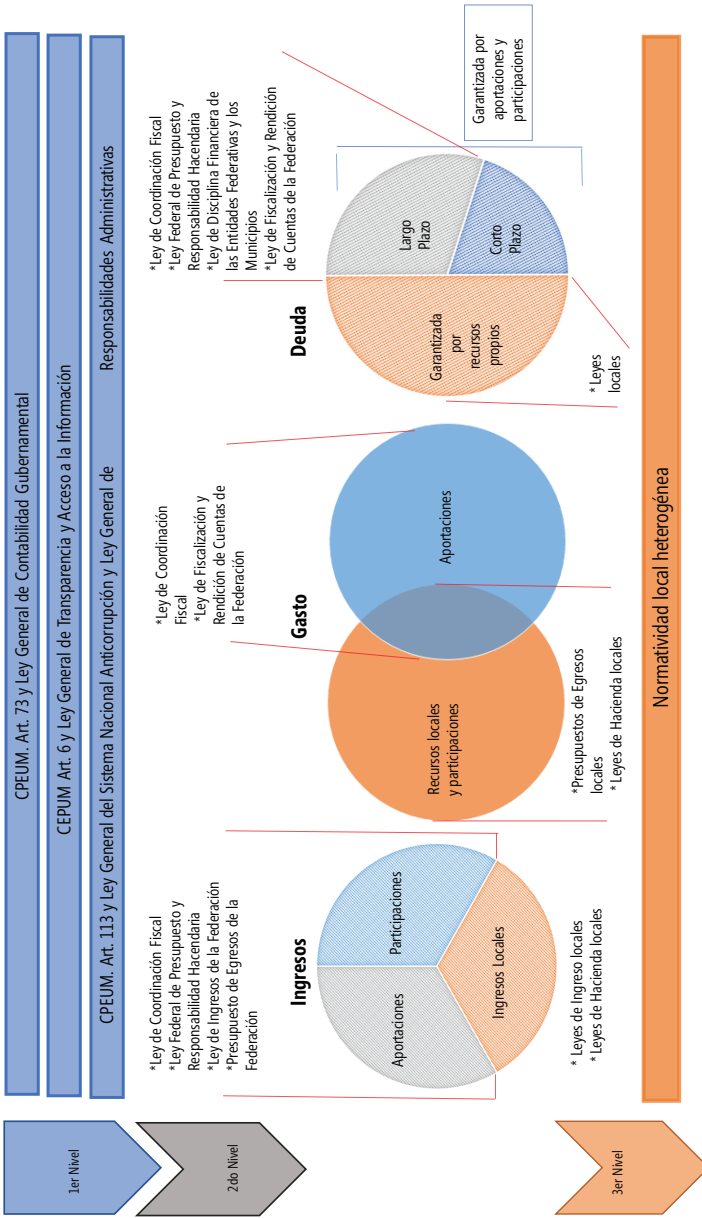 1er Nivel
CPEUM. Art. 73 y Ley General de Contabilidad Gubernamental
CEPUM Art. 6 y Ley General de Transparencia y Acceso a la Información
CPEUM. Art. 113 y Ley General del Sistema Nacional Anticorrupción y Ley General de Responsabilidades Administrativas
2do Nivel
*Ley de Coordinación Fiscal
*Ley Federal de Presupuesto y
Responsabilidad Hacendaria
*Ley de Ingresos de la Federación
*Presupuesto de Egresos de la
Federación
Ingresos
Aportaciones
Participaciones
Ingresos Locales
* Leyes de Ingreso locales
* Leyes de Hacienda locales
*Ley de Coordinación
Fiscal
*Ley de Fiscalización y
Rendición de Cuentas de
la Federación
Gasto
Recursos locales
y participaciones
Aportaciones
*Presupuestos de Egresos
locales
* Leyes de Hacienda locales
*Ley de Coordinación Fiscal
*Ley Federal de Presupuesto y
Responsabilidad Hacendaria
*Ley de Disciplina Financiera de
las Entidades Federativas y los
Municipios
*Ley de Fiscalización y Rendición
de Cuentas de la Federación
Deuda
Garantizada
por
recursos
propios
Largo
Plazo
Corto
Plazo
Garantizada por
aportaciones y
participaciones
* Leyes
locales
3er Nivel
Normatividad local heterogénea